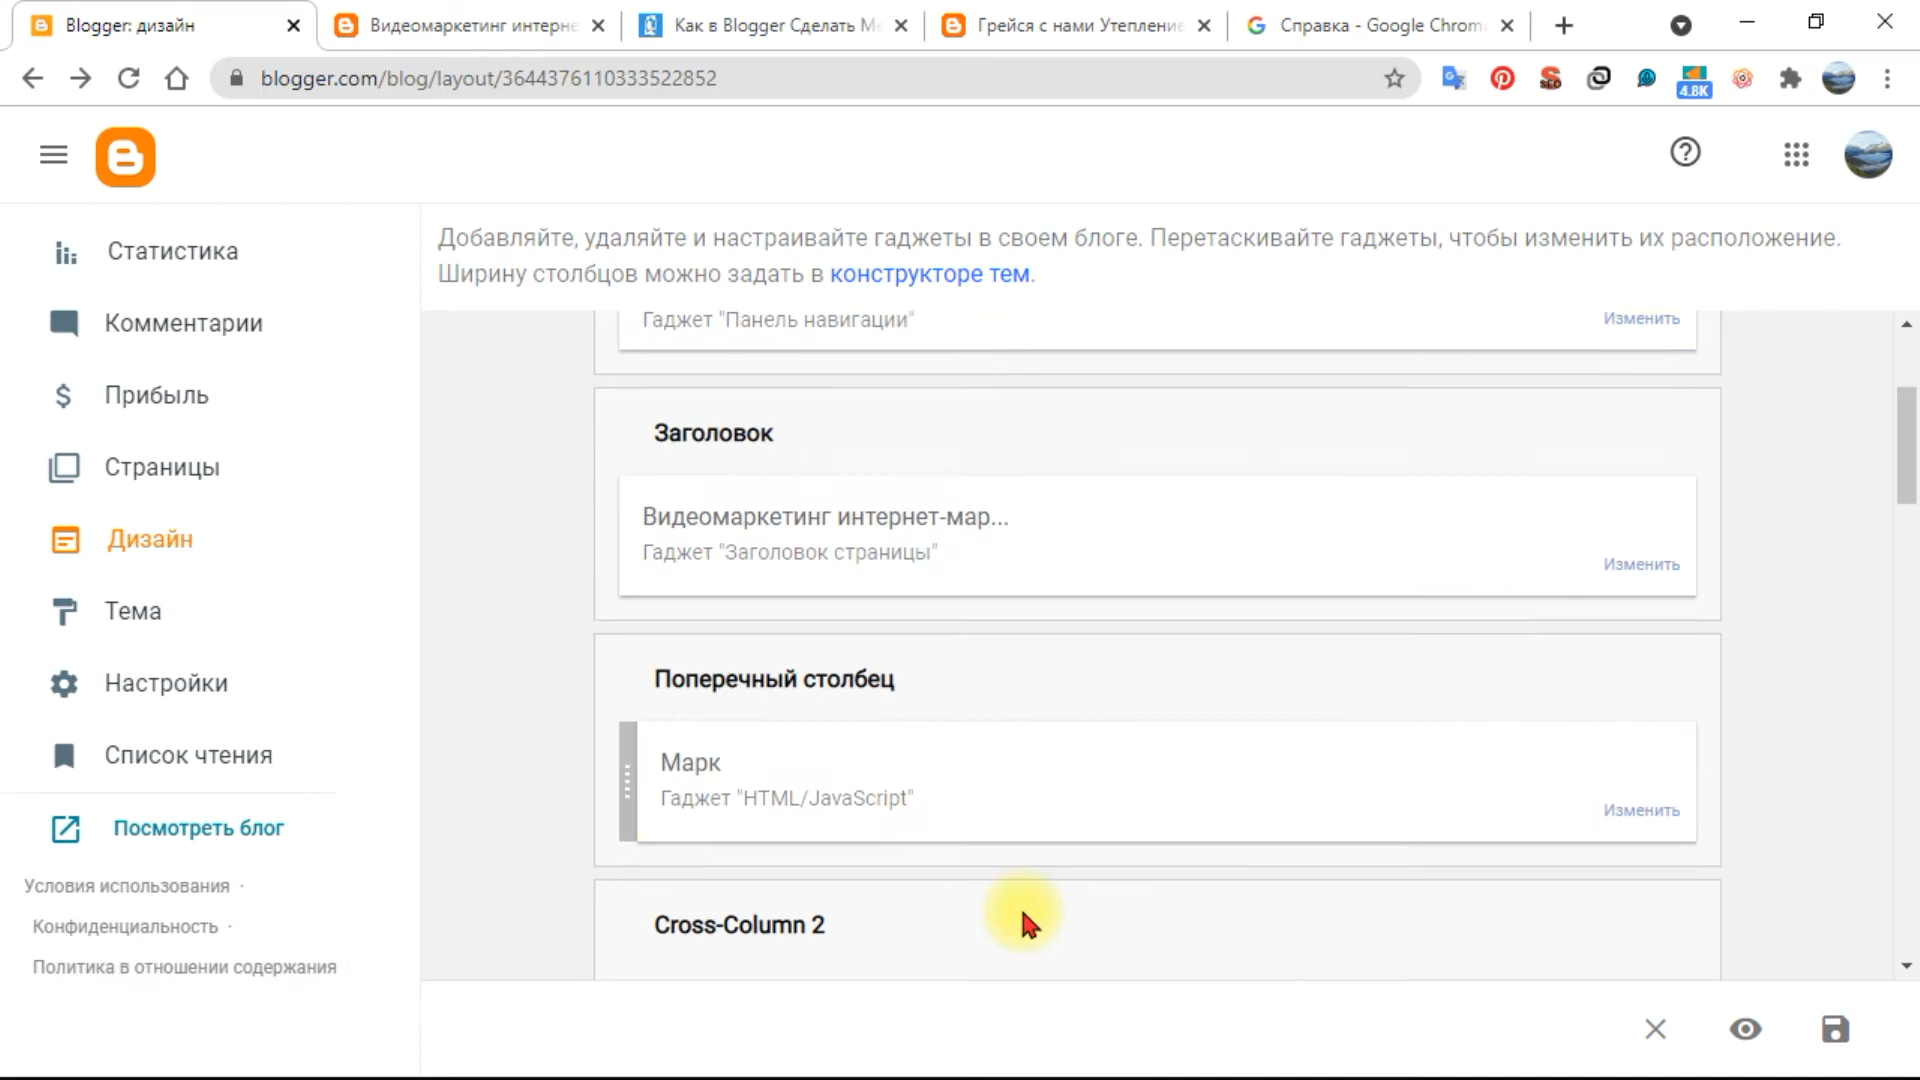 Blogger: дизайн
Видеомаркетинг интерне
Как в Blogger Сделать Ме
Грейся с нами Утепление
Справка - Google Chrom
blogger.com/blog/layout/3644376110333522852
SEO
4.8K
Статистика
Комментарии
Прибыль
Страницы
Дизайн
Тема
Настройки
Список чтения
Посмотреть блог
Условия использования ·
Конфиденциальность ·
Политика в отношении содержания
Добавляйте, удаляйте и настраивайте гаджеты в своем блоге. Перетаскивайте гаджеты, чтобы изменить их расположение.
Ширину столбцов можно задать в конструкторе тем.
Гаджет "Панель навигации"
Изменить
Заголовок
Видеомаркетинг интернет-мар...
Гаджет "Заголовок страницы"
Изменить
Поперечный столбец
Марк
Гаджет "HTML/JavaScript"
Изменить
Cross-Column 2